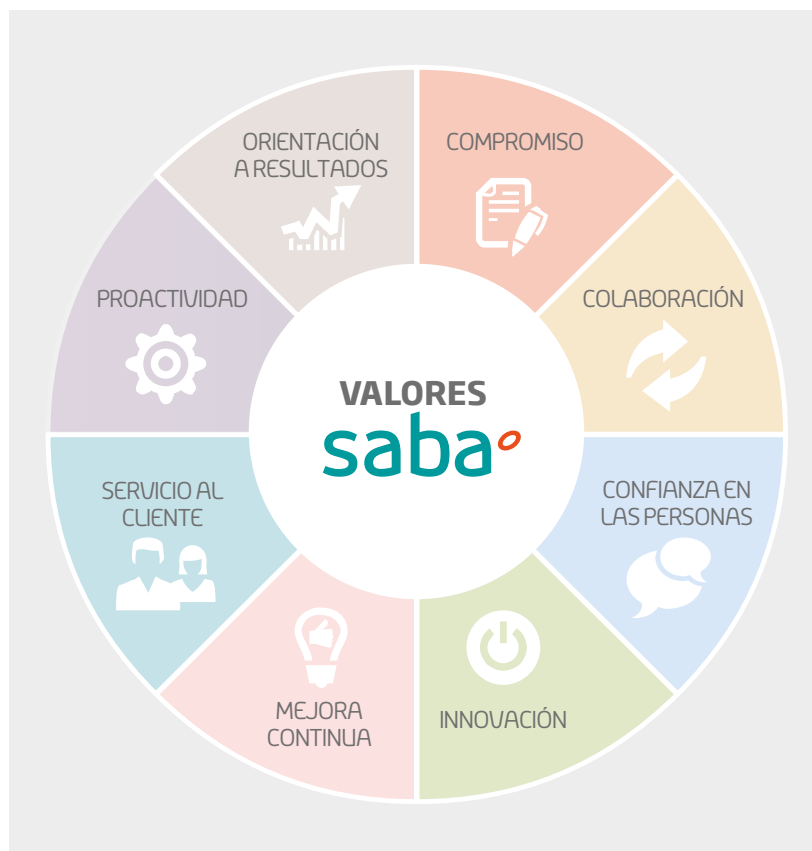 VALORES
saba
COMPROMISO
COLABORACIÓN
CONFIANZA EN
LAS PERSONAS
INNOVACIÓN
MEJORA
CONTINUA
SERVICIO AL
CLIENTE
PROACTIVIDAD
ORIENTACIÓN
A RESULTADOS